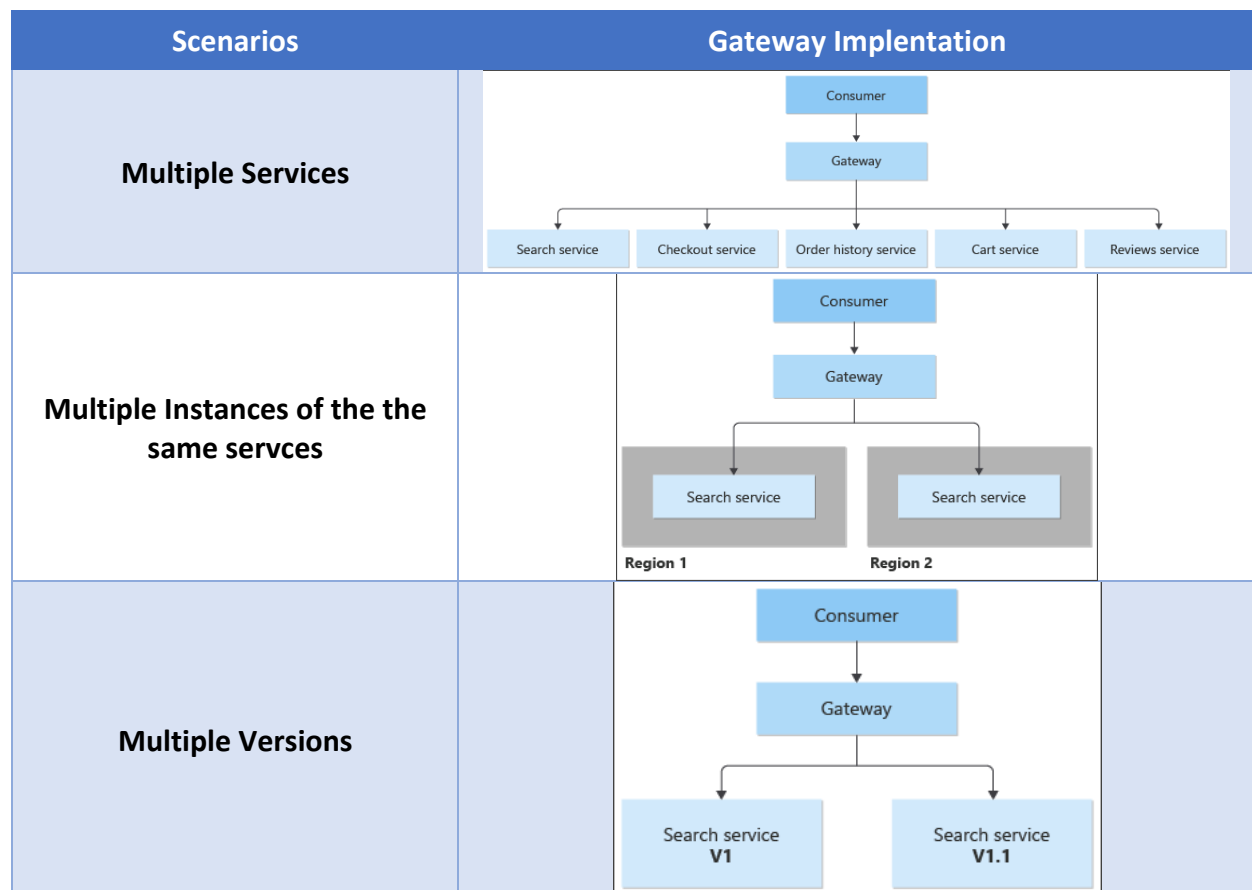 Scenarios
Gateway Implentation
Multiple Services
Consumer
Gateway
Search service
Checkout service
Order history service
Cart service
Reviews service
Multiple Instances of the the
same servces
Consumer
Gateway
Search service
Search service
Region 1
Region 2
Multiple Versions
Consumer
Gateway
Search service
V1
Search service
V1.1